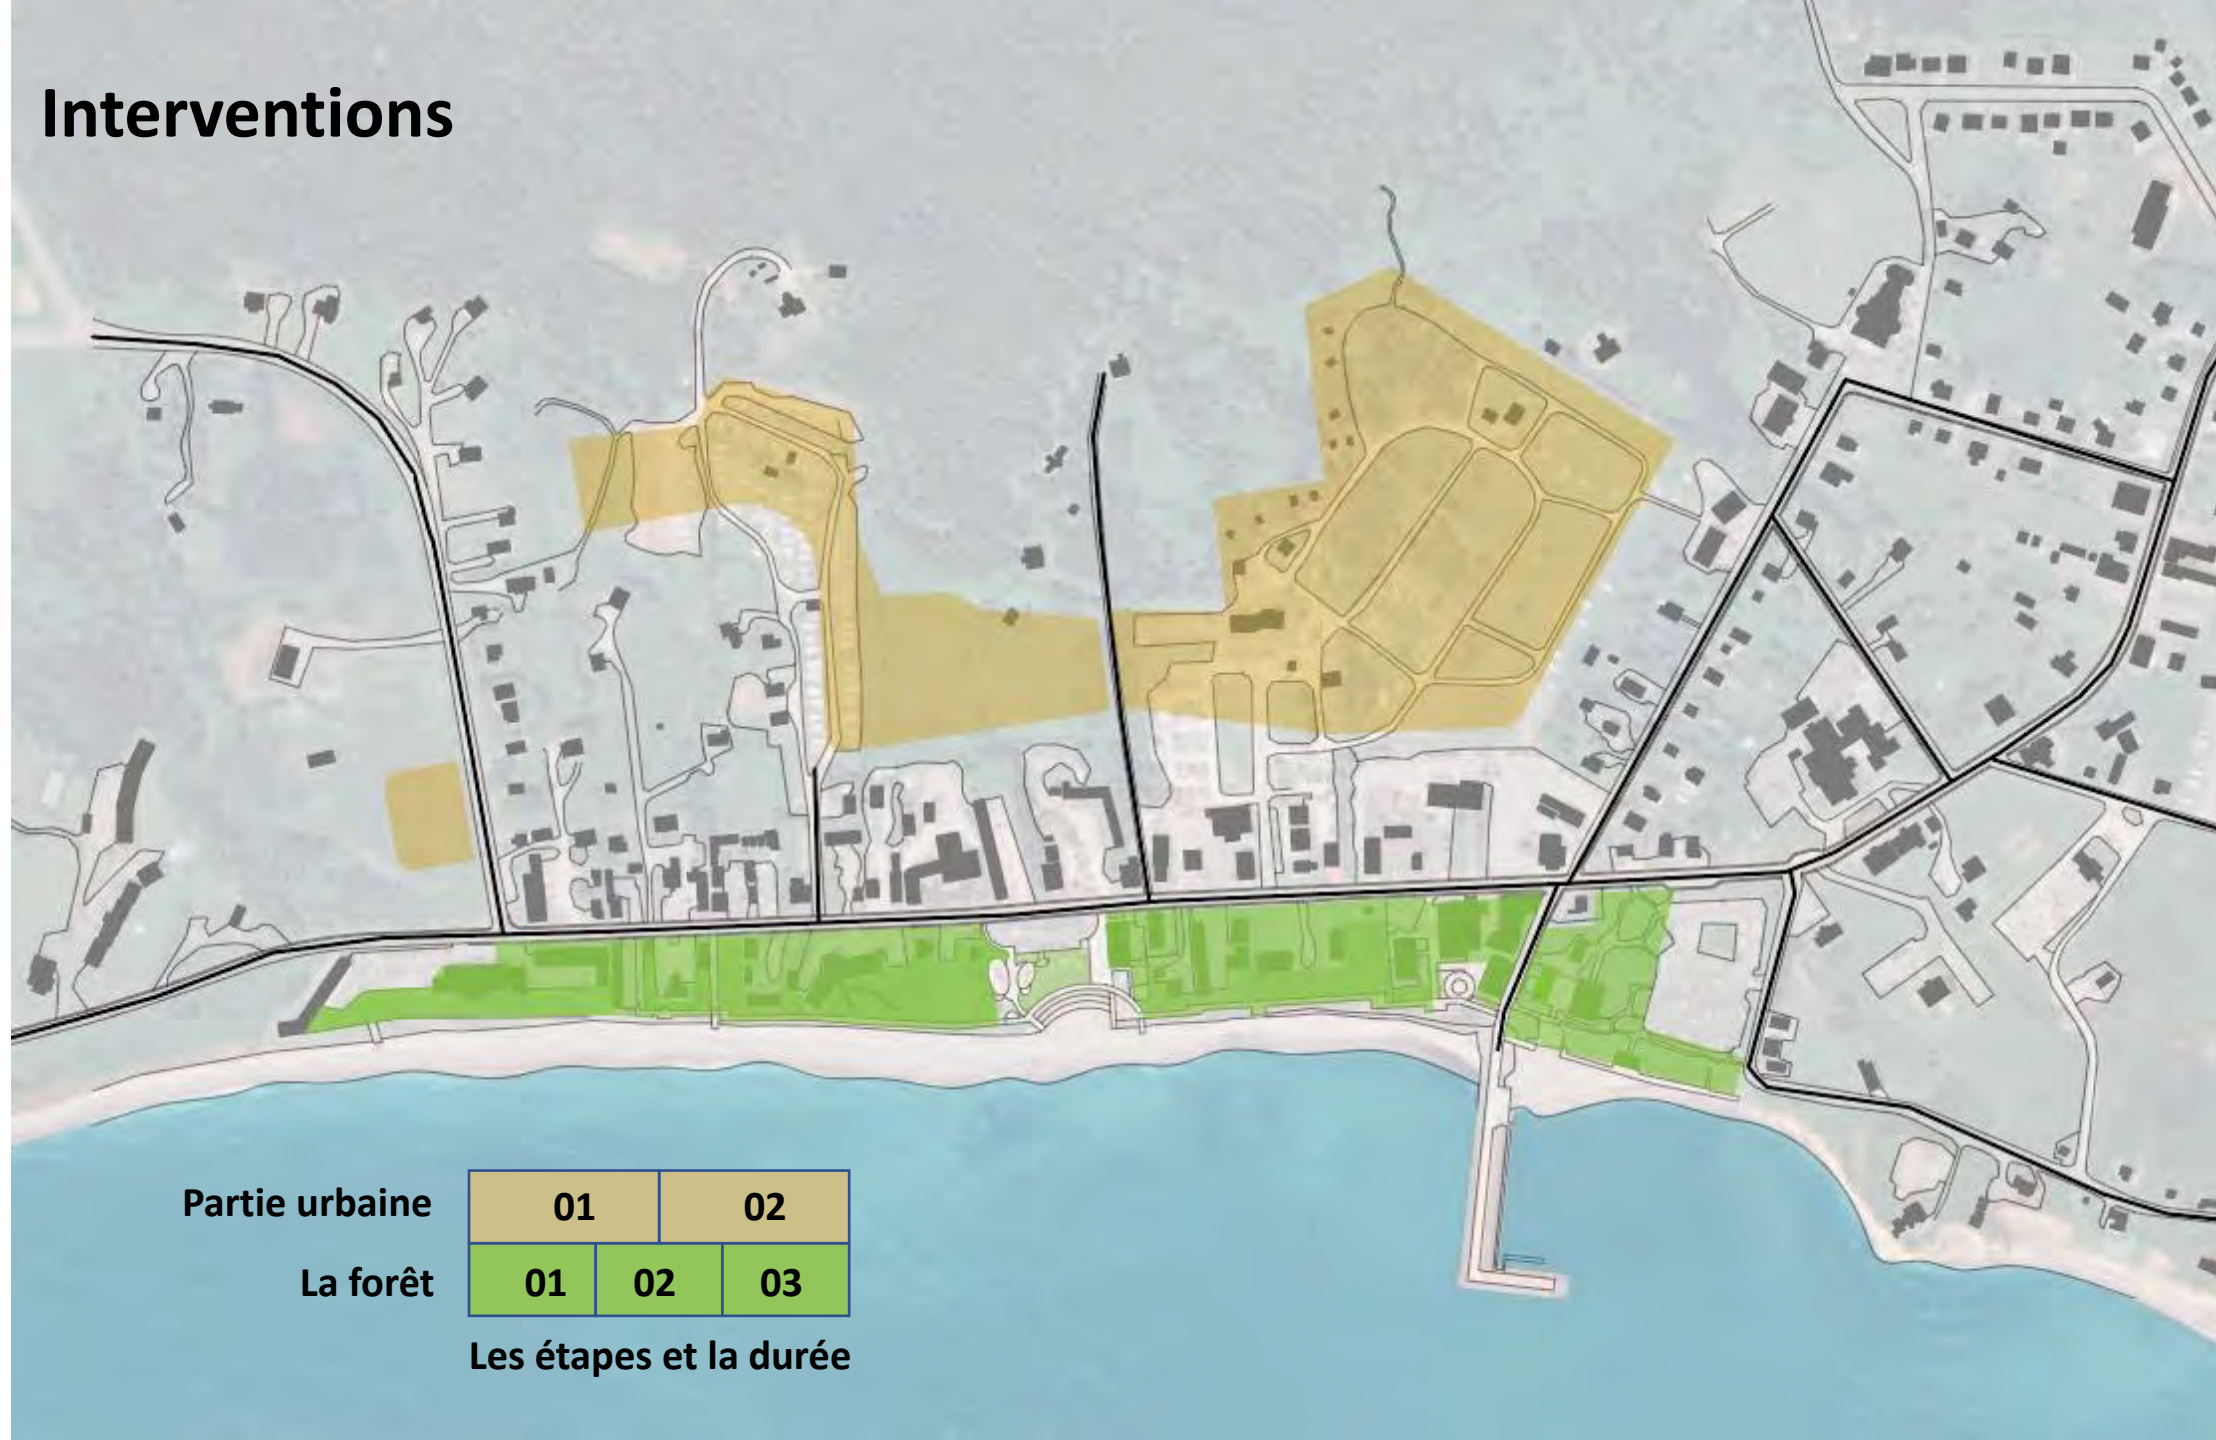 Interventions
Partie urbaine 01 02
La forêt 01 02 03
Les étapes et la durée